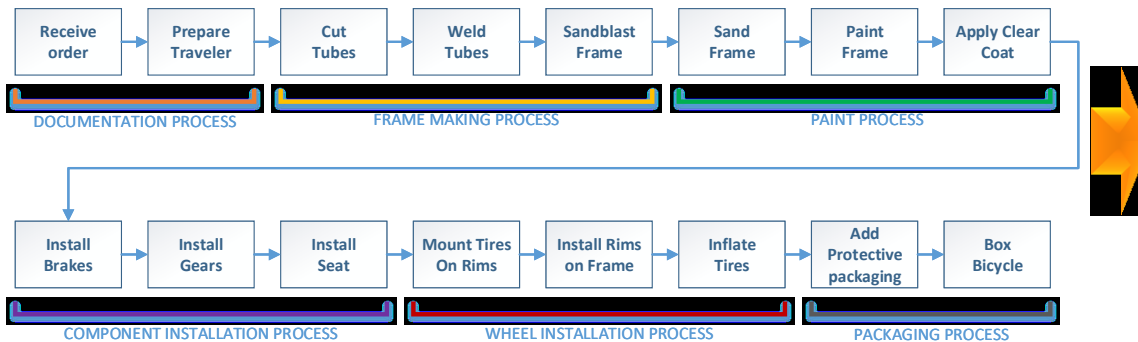 Receive
order
Prepare
Traveler
Cut
Tubes
Weld
Tubes
Sandblast
Frame
Sand
Frame
Paint
Frame
Apply Clear
Coat
DOCUMENTATION PROCESS
FRAME MAKING PROCESS
PAINT PROCESS
Install
Brakes
Install
Gears
Install
Seat
Mount Tires
On Rims
Install Rims
on Frame
Inflate
Tires
Add
Protective
packaging
Box
Bicycle
COMPONENT INSTALLATION PROCESS
WHEEL INSTALLATION PROCESS
PACKAGING PROCESS